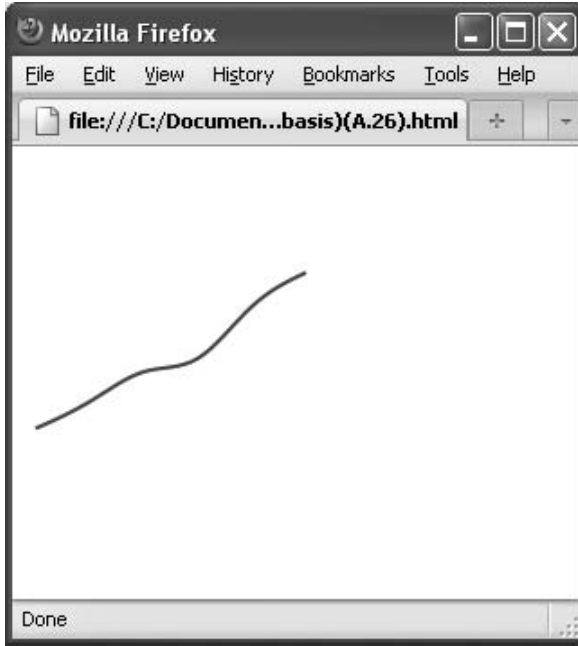 Mozilla Firefox
File Edit View History Bookmarks Tools Help
file:///C:/Documen...basis)(A.26).html
Done